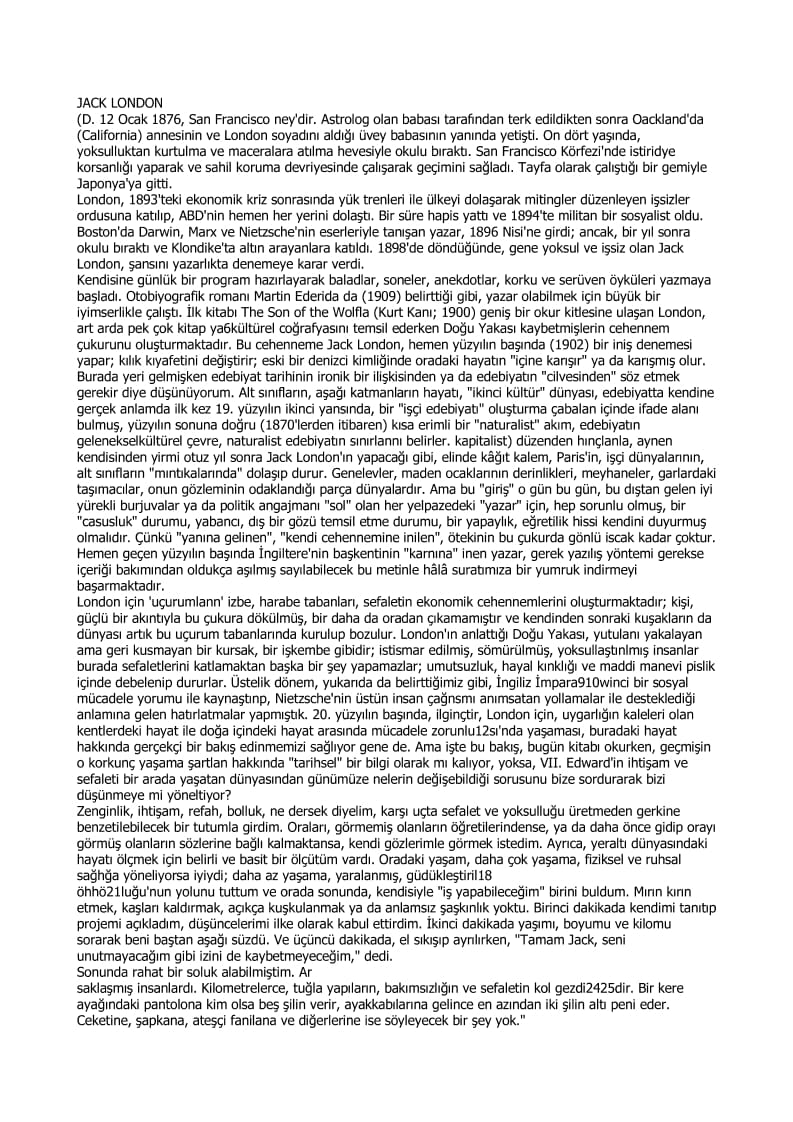 JACK LONDON
(D. 12 Ocak 1876, San Francisco ney'dir. Astrolog olan babası tarafından terk edildikten sonra Oackland'da
(California) annesinin ve London soyadını aldığı üvey babasının yanında yetişti. On dört yaşında,
yoksulluktan kurtulma ve maceralara atılma hevesiyle okulu bıraktı. San Francisco Körfezi'nde istiridye
korsanlığı yaparak ve sahil koruma devriyesinde çalışarak geçimini sağladı. Tayfa olarak çalıştığı bir gemiyle
Japonya'ya gitti.
London, 1893'teki ekonomik kriz sonrasında yük trenleri ile ülkeyi dolaşarak mitingler düzenleyen işsizler
ordusuna katılıp, ABD'nin hemen her yerini dolaştı. Bir süre hapis yattı ve 1894'te militan bir sosyalist oldu.
Boston'da Darwin, Marx ve Nietzsche'nin eserleriyle tanışan yazar, 1896 Nisi'ne girdi; ancak, bir yıl sonra
okulu bıraktı ve Klondike'ta altın arayanlara katıldı. 1898'de döndüğünde, gene yoksul ve işsiz olan Jack
London, şansını yazarlıkta denemeye karar verdi.
Kendisine günlük bir program hazırlayarak baladlar, soneler, anekdotlar, korku ve serüven öyküleri yazmaya
başladı. Otobiyografik romanı Martin Ederida da (1909) belirttiği gibi, yazar olabilmek için büyük bir
iyimserlikle çalıştı. İlk kitabı The Son of the Wolfla (Kurt Kanı; 1900) geniş bir okur kitlesine ulaşan London,
art arda pek çok kitap ya6kültürel coğrafyasını temsil ederken Doğu Yakası kaybetmişlerin cehennem
çukurunu oluşturmaktadır. Bu cehenneme Jack London, hemen yüzyılın başında (1902) bir iniş denemesi
yapar; kılık kıyafetini değiştirir; eski bir denizci kimliğinde oradaki hayatın "içine karışır" ya da karışmış olur.
Burada yeri gelmişken edebiyat tarihinin ironik bir ilişkisinden ya da edebiyatın "cilvesinden" söz etmek
gerekir diye düşünüyorum. Alt sınıfların, aşağı katmanların hayatı, "ikinci kültür" dünyası, edebiyatta kendine
gerçek anlamda ilk kez 19. yüzyılın ikinci yansında, bir "işçi edebiyatı" oluşturma çabalan içinde ifade alanı
bulmuş, yüzyılın sonuna doğru (1870'lerden itibaren) kısa erimli bir "naturalist" akım, edebiyatın
gelenekselkültürel çevre, naturalist edebiyatın sınırlannı belirler. kapitalist) düzenden hınçlanla, aynen
kendisinden yirmi otuz yıl sonra Jack London'ın yapacağı gibi, elinde kâğıt kalem, Paris'in, işçi dünyalarının,
alt sınıfların "mıntıkalarında" dolaşıp durur. Genelevler, maden ocaklarının derinlikleri, meyhaneler, garlardaki
taşımacılar, onun gözleminin odaklandığı parça dünyalardır. Ama bu "giriş" o gün bu gün, bu dıştan gelen iyi
yürekli burjuvalar ya da politik angajmanı "sol" olan her yelpazedeki "yazar" için, hep sorunlu olmuş, bir
"casusluk" durumu, yabancı, dış bir gözü temsil etme durumu, bir yapaylık, eğretilik hissi kendini duyurmuş
olmalıdır. Çünkü "yanına gelinen", "kendi cehennemine inilen", ötekinin bu çukurda gönlü iscak kadar çoktur.
Hemen geçen yüzyılın başında İngiltere'nin başkentinin "karnına" inen yazar, gerek yazılış yöntemi gerekse
içeriği bakımından oldukça aşılmış sayılabilecek bu metinle hâlâ suratımıza bir yumruk indirmeyi
başarmaktadır.
London için 'uçurumlann' izbe, harabe tabanları, sefaletin ekonomik cehennemlerini oluşturmaktadır; kişi,
güçlü bir akıntıyla bu çukura dökülmüş, bir daha da oradan çıkamamıştır ve kendinden sonraki kuşakların da
dünyası artık bu uçurum tabanlarında kurulup bozulur. London'ın anlattığı Doğu Yakası, yutulanı yakalayan
ama geri kusmayan bir kursak, bir işkembe gibidir; istismar edilmiş, sömürülmüş, yoksullaştınlmış insanlar
burada sefaletlerini katlamaktan başka bir şey yapamazlar; umutsuzluk, hayal kınklığı ve maddi manevi pislik
içinde debelenip dururlar. Üstelik dönem, yukarıda da belirttiğimiz gibi, İngiliz İmpara910winci bir sosyal
mücadele yorumu ile kaynaştınp, Nietzsche'nin üstün insan çağnsmı anımsatan yollamalar ile desteklediği
anlamına gelen hatırlatmalar yapmıştık. 20. yüzyılın başında, ilginçtir, London için, uygarlığın kaleleri olan
kentlerdeki hayat ile doğa içindeki hayat arasında mücadele zorunlu12sı'nda yaşaması, buradaki hayat
hakkında gerçekçi bir bakış edinmemizi sağlıyor gene de. Ama işte bu bakış, bugün kitabı okurken, geçmişin
o korkunç yaşama şartlan hakkında "tarihsel" bir bilgi olarak mı kalıyor, yoksa, VII. Edward'in ihtişam ve
sefaleti bir arada yaşatan dünyasından günümüze nelerin değişebildiği sorusunu bize sordurarak bizi
düşünmeye mi yöneltiyor?
Zenginlik, ihtişam, refah, bolluk, ne dersek diyelim, karşı uçta sefalet ve yoksulluğu üretmeden gerkine
benzetilebilecek bir tutumla girdim. Oraları, görmemiş olanların öğretilerindense, ya da daha önce gidip orayı
görmüş olanların sözlerine bağlı kalmaktansa, kendi gözlerimle görmek istedim. Ayrıca, yeraltı dünyasındaki
hayatı ölçmek için belirli ve basit bir ölçütüm vardı. Oradaki yaşam, daha çok yaşama, fiziksel ve ruhsal
sağhğa yöneliyorsa iyiydi; daha az yaşama, yaralanmış, güdükleştiril18
öhhö21luğu'nun yolunu tuttum ve orada sonunda, kendisiyle "iş yapabileceğim" birini buldum. Mırın kırın
etmek, kaşları kaldırmak, açıkça kuşkulanmak ya da anlamsız şaşkınlık yoktu. Birinci dakikada kendimi tanıtıp
projemi açıkladım, düşüncelerimi ilke olarak kabul ettirdim. İkinci dakikada yaşımı, boyumu ve kilomu
sorarak beni baştan aşağı süzdü. Ve üçüncü dakikada, el sıkışıp ayrılırken, "Tamam Jack, seni
unutmayacağım gibi izini de kaybetmeyeceğim," dedi.
Sonunda rahat bir soluk alabilmiştim. Ar
saklaşmış insanlardı. Kilometrelerce, tuğla yapıların, bakımsızlığın ve sefaletin kol gezdi2425dir. Bir kere
ayağındaki pantolona kim olsa beş şilin verir, ayakkabılarına gelince en azından iki şilin altı peni eder.
Ceketine, şapkana, ateşçi fanilana ve diğerlerine ise söyleyecek bir şey yok."